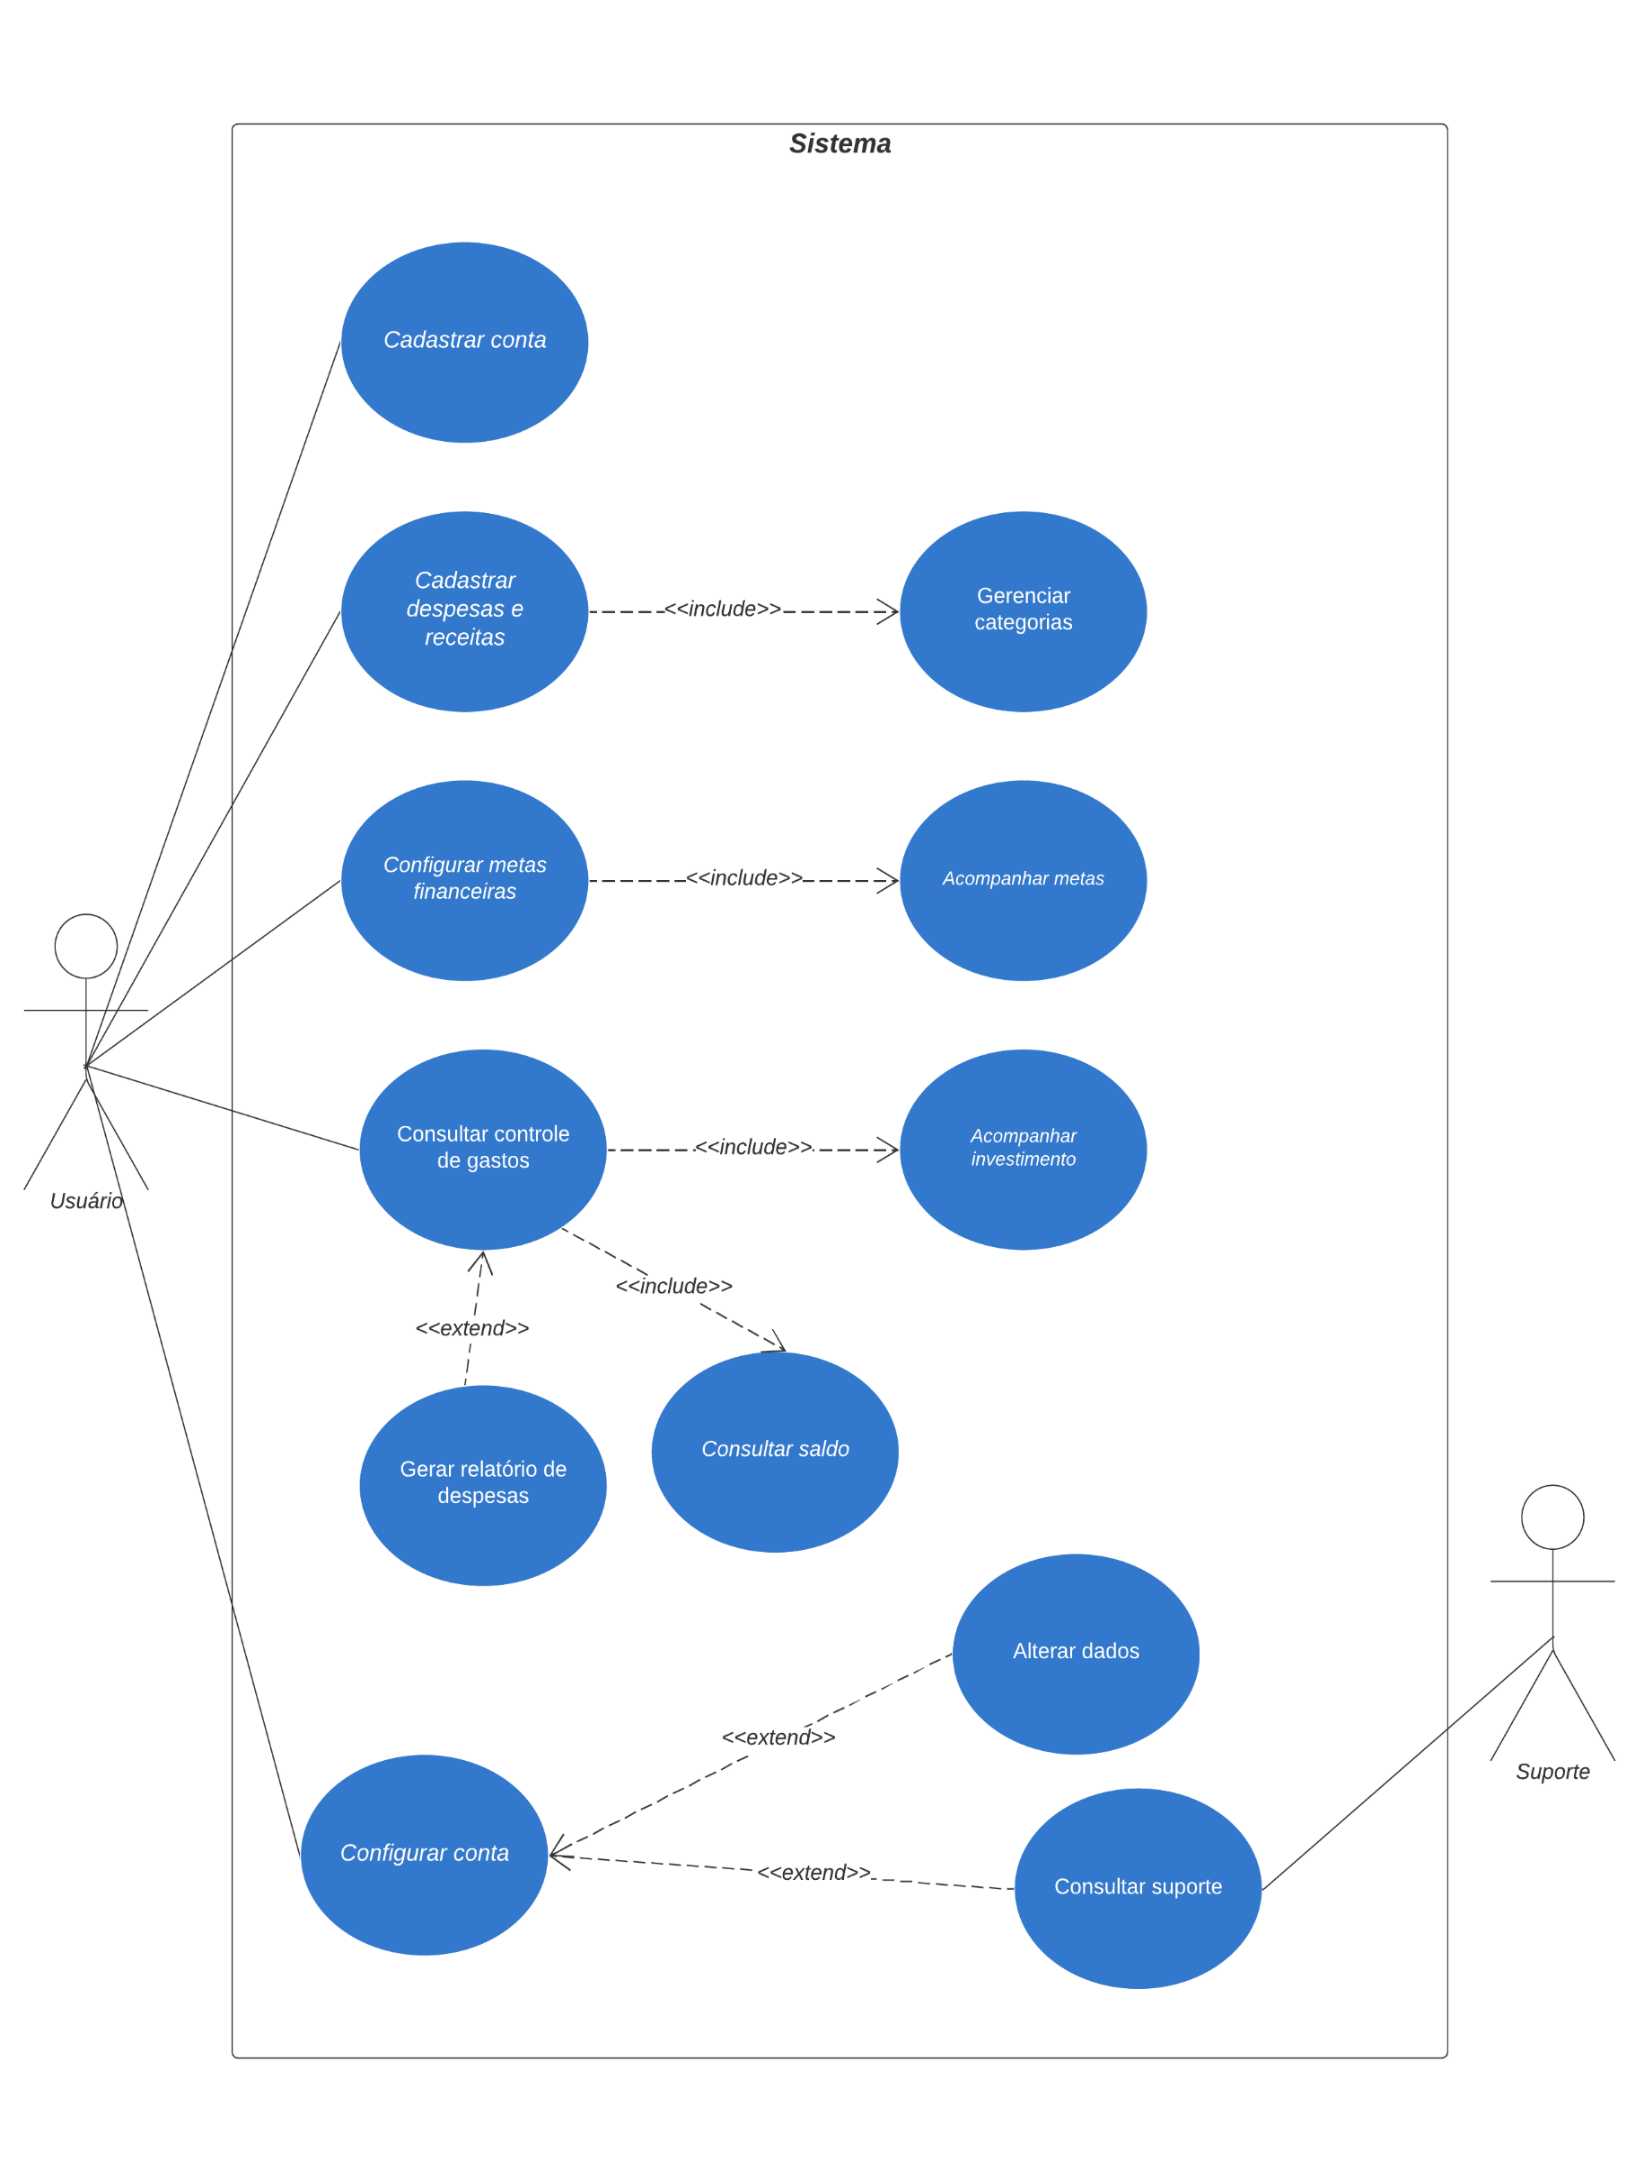 Sistema
Cadastrar conta
Cadastrar
despesas e
receitas
<<include>>
Gerenciar
categorias
Configurar metas
financeiras
<<include>>
Acompanhar metas
Usuário
Consultar controle
de gastos
<<include>>
Acompanhar
investimento
<<include>>
<<extend>>
Gerar relatório de
despesas
Consultar saldo
Alterar dados
<<extend>>
Suporte
Configurar conta
<<extend>>
Consultar suporte